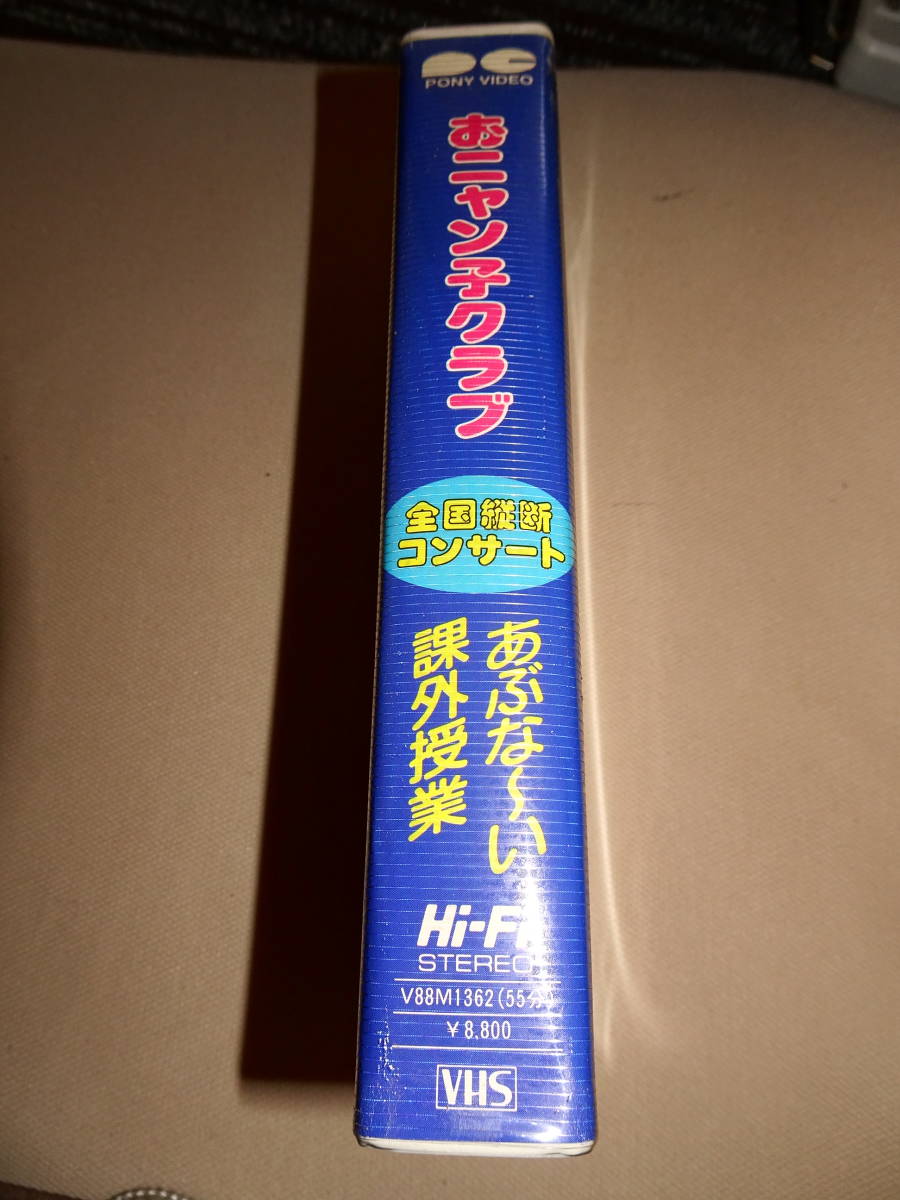 PONY VIDEO
おニャン子クラブ
全国縦断
コンサート
あぶな〜い
課外授業
Hi-Fi
STEREO
V88M1362(55分)
¥8,800
VHS